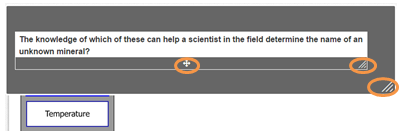 The knowledge of which of these can help a scientist in the field determine the name of an
unknown mineral?
Temperature